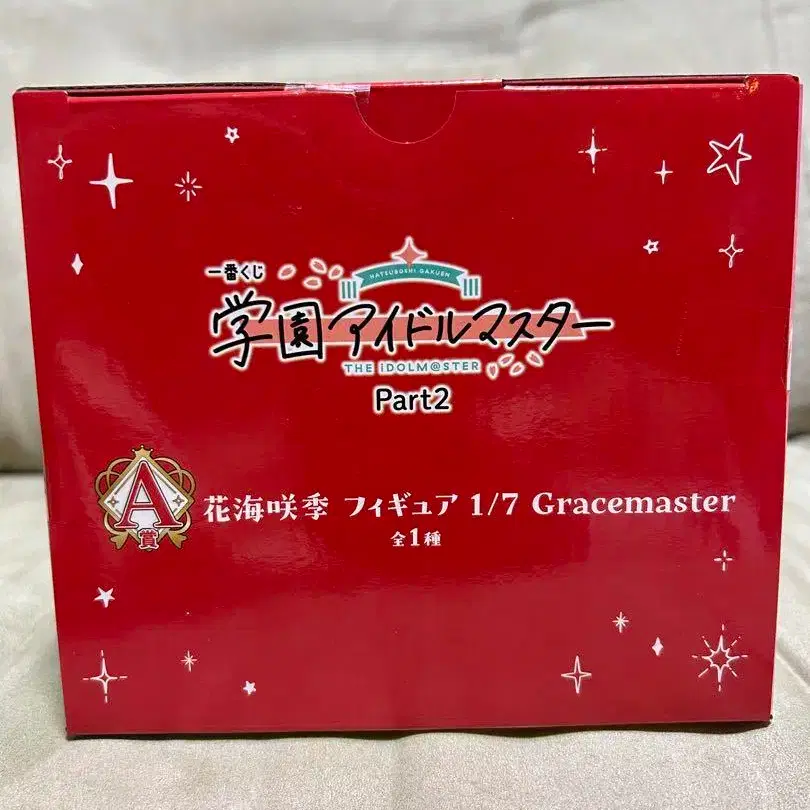 一番くじ
HATSUBOSHI GAKUEN
学園アイドルマスター
THE iDOLM@STER
Part2
A賞
花海咲季 フィギュア 1/7 Gracemaster
全1種